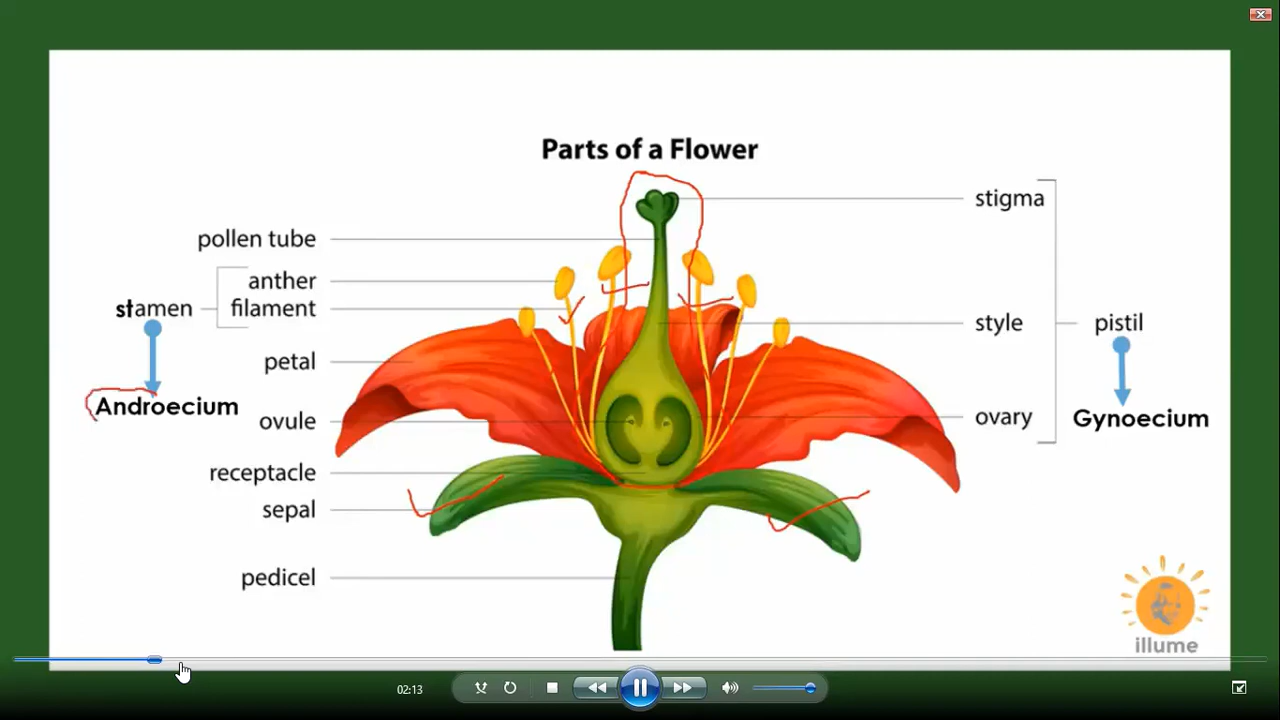 Parts of a Flower
stigma
pollen tube
anther
stamen
filament
style
pistil
petal
Androecium
ovule
ovary
Gynoecium
receptacle
sepal
pedicel
illume
02:13